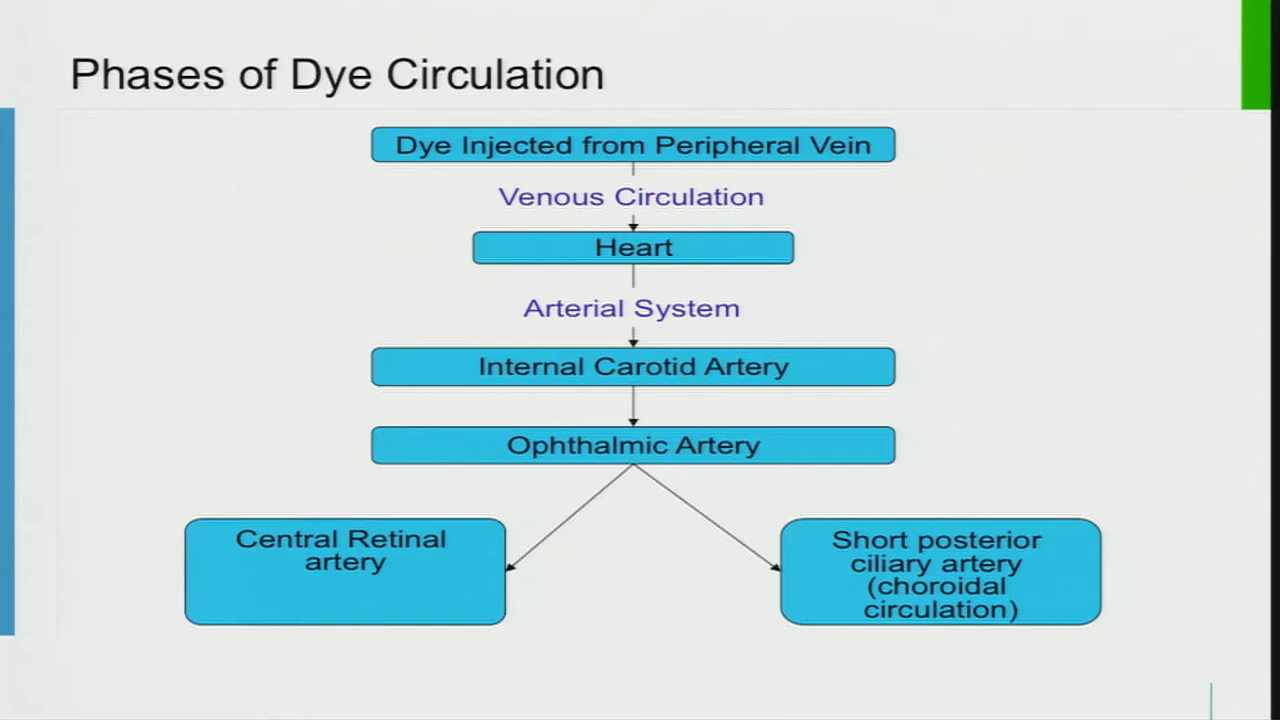 Phases of Dye Circulation
Dye Injected from Peripheral Vein
Venous Circulation
Heart
Arterial System
Internal Carotid Artery
Ophthalmic Artery
Central Retinal
artery
Short posterior
ciliary artery
(choroidal
circulation)